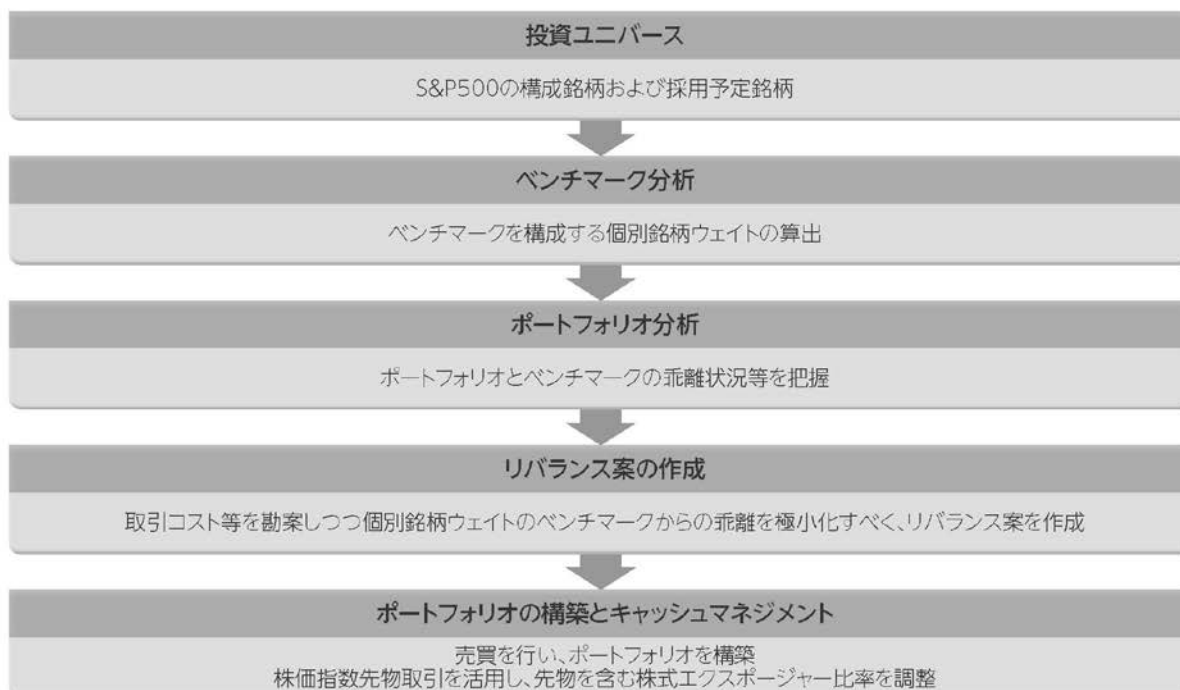 投資ユニバース
S&P500の構成銘柄および採用予定銘柄
ベンチマーク分析
ベンチマークを構成する個別銘柄ウェイトの算出
ポートフォリオ分析
ポートフォリオとベンチマークの乖離状況等を把握
リバランス案の作成
取引コスト等を勘案しつつ個別銘柄ウェイトのベンチマークからの乖離を極小化すべく、リバランス案を作成
ポートフォリオの構築とキャッシュマネジメント
売買を行い、ポートフォリオを構築
株価指数先物取引を活用し、先物を含む株式エクスポージャー比率を調整